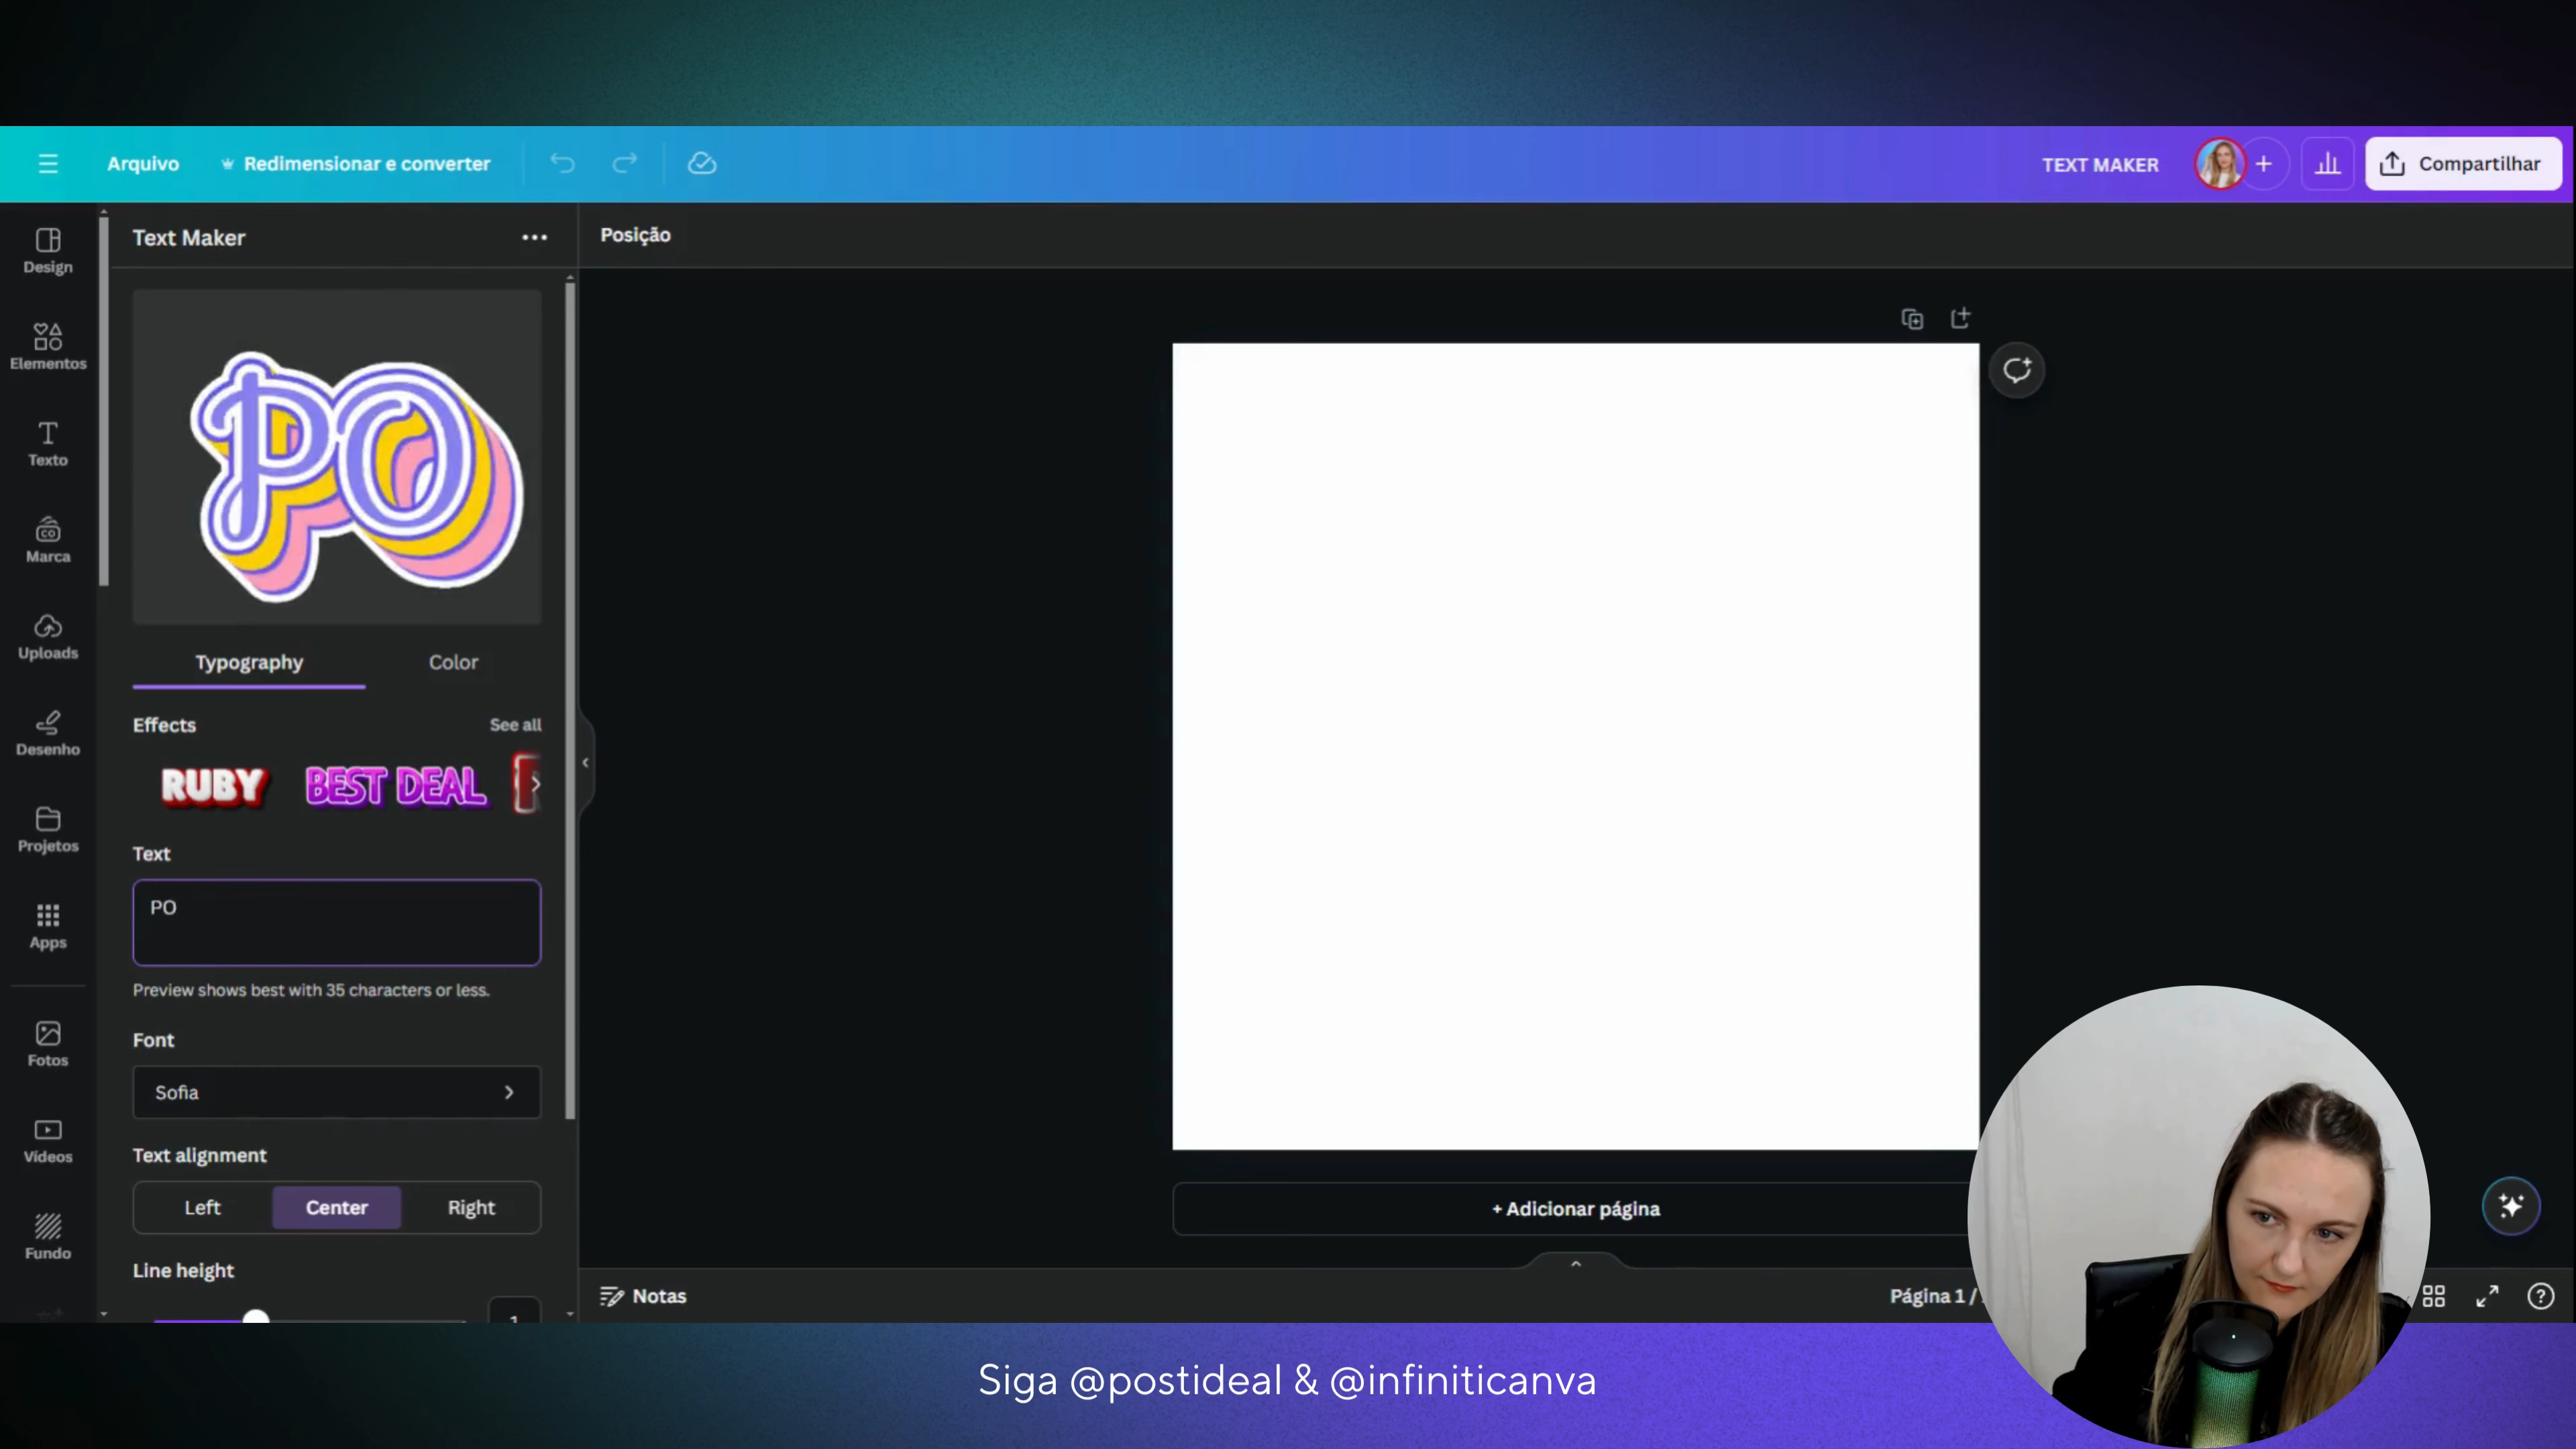 Arquivo
Redimensionar e converter
TEXT MAKER
Compartilhar
Design
Elementos
Texto
Marca
Uploads
Desenho
Projetos
Apps
Fotos
Vídeos
Fundo
Text Maker
PO
Typography
Color
Effects
See all
RUBY
BEST DEAL
Text
PO
Preview shows best with 35 characters or less.
Font
Sofia
Text alignment
Left
Center
Right
Line height
1
Posição
+ Adicionar página
Notas
Página 1 /
Siga @postideal & @infiniticanva